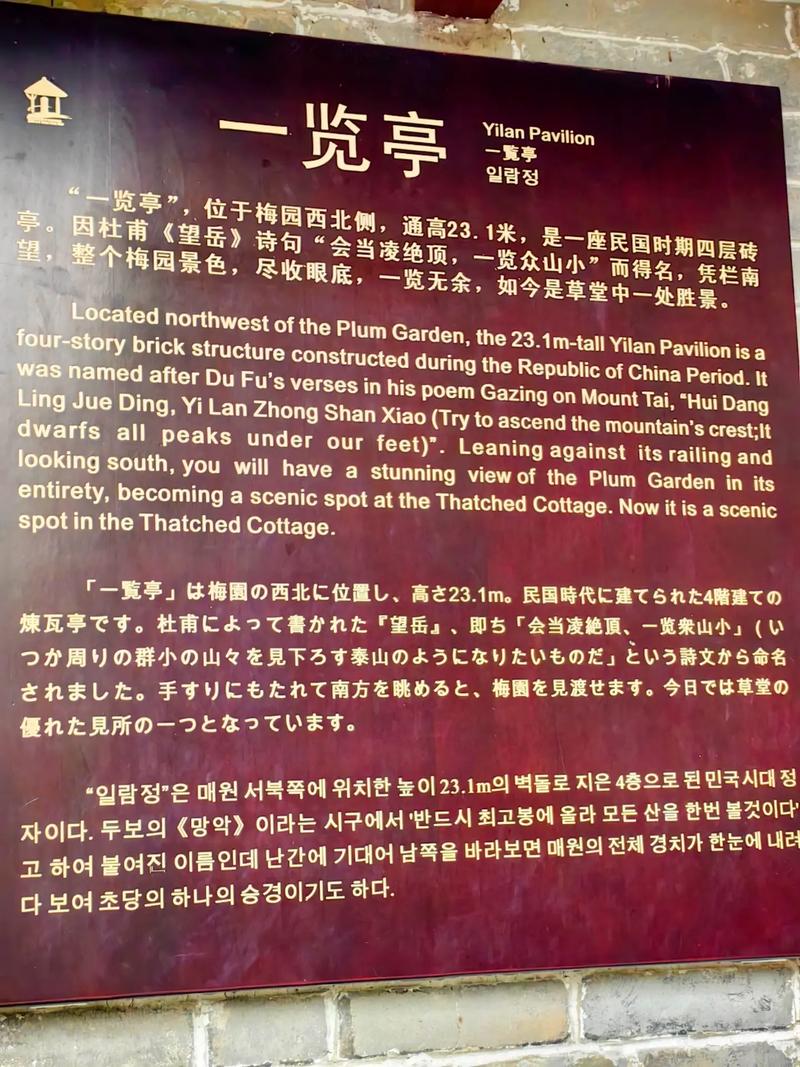 一览亭
Yilan Pavilion
一覧亭
일람정
“一览亭”，位于梅园西北侧，通高23.1米，是一座民国时期四层砖
亭。因杜甫《望岳》诗句“会当凌绝顶，一览众山小”而得名，凭栏南
望，整个梅园景色，尽收眼底，一览无余，如今是草堂中一处胜景。
Located northwest of the Plum Garden, the 23.1m-tall Yilan Pavilion is a
four-story brick structure constructed during the Republic of China Period. It
was named after Du Fu’s verses in his poem Gazing on Mount Tai, “Hui Dang
Ling Jue Ding, Yi Lan Zhong Shan Xiao (Try to ascend the mountain’s crest;It
dwarfs all peaks under our feet)”. Leaning against its railing and
looking south, you will have a stunning view of the Plum Garden in its
entirety, becoming a scenic spot at the Thatched Cottage. Now it is a scenic
spot in the Thatched Cottage.
「一覧亭」は梅園の西北に位置し、高さ23.1m。民国時代に建てられた4階建ての
煉瓦亭です。杜甫によって書かれた『望岳』、即ち「会当凌絶頂、一览衆山小」（い
つか周りの群小の山々を見下ろす泰山のようになりたいものだ」という詩文から命名
されました。手すりにもたれて南方を眺めると、梅園を見渡せます。今日では草堂の
優れた見所の一つとなっています。
“일람정”은 매원 서북쪽에 위치한 높이 23.1m의 벽돌로 지은 4층으로 된 민국시대 정
자이다. 두보의《망악》이라는 시구에서 '반드시 최고봉에 올라 모든 산을 한번 볼것이다'
고 하여 붙여진 이름인데 난간에 기대어 남쪽을 바라보면 매원의 전체 경치가 한눈에 내려
다 보여 초당의 하나의 승경이기도 하다.